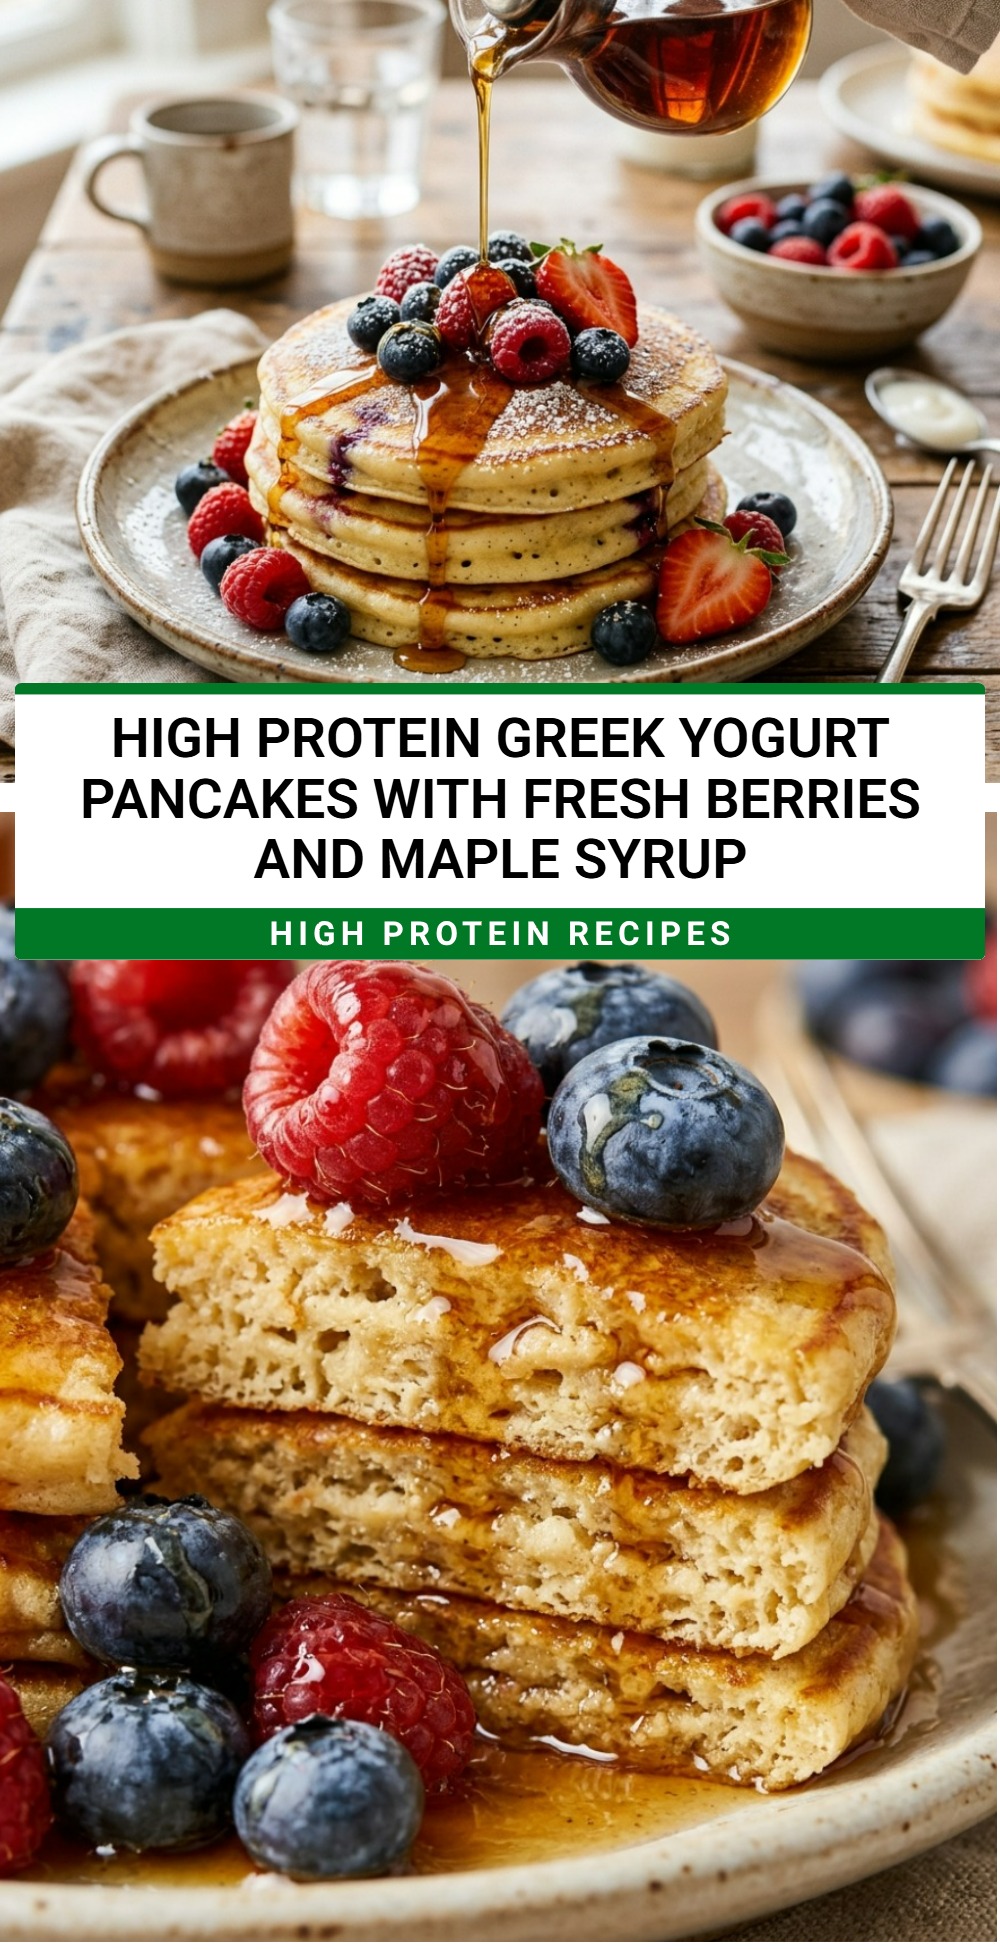 HIGH PROTEIN GREEK YOGURT
PANCAKES WITH FRESH BERRIES
AND MAPLE SYRUP
HIGH PROTEIN RECIPES